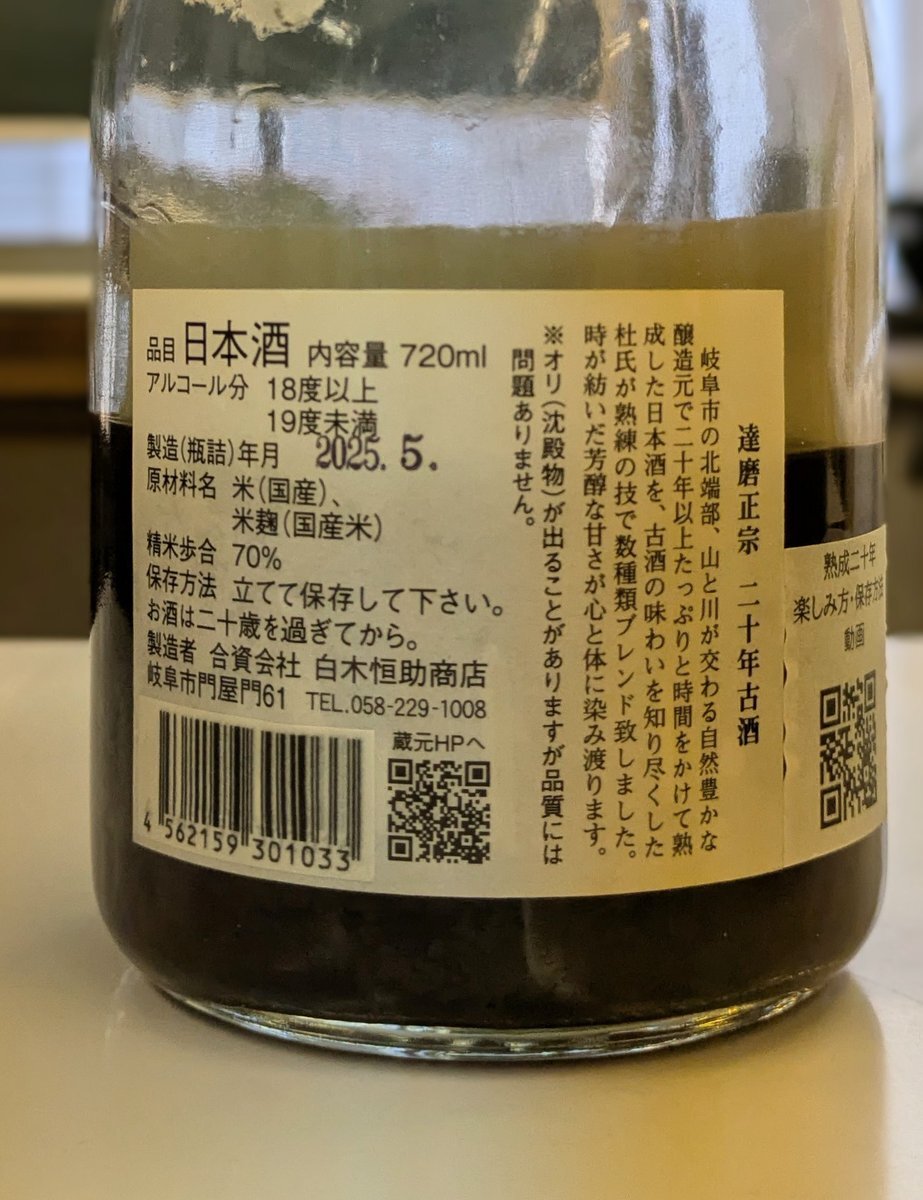 品目 日本酒 内容量 720ml
アルコール分 18度以上
19度未満
製造(瓶詰)年月 2025. 5.
原材料名 米(国産)、
米麹(国産米)
精米歩合 70%
保存方法 立てて保存して下さい。
お酒は二十歳を過ぎてから。
製造者 合資会社 白木恒助商店
岐阜市門屋門61 TEL.058-229-1008
蔵元HPへ
4 562159 301033
達磨正宗 二十年古酒
岐阜市の北端部、山と川が交わる自然豊かな
醸造元で二十年以上たっぷりと時間をかけて熟
成した日本酒を、古酒の味わいを知り尽くした
杜氏が熟練の技で数種類ブレンド致しました。
時が紡いだ芳醇な甘さが心と体に染み渡ります。
※オリ(沈殿物)が出ることがありますが品質には
問題ありません。
熟成二十年
楽しみ方・保存方法
動画